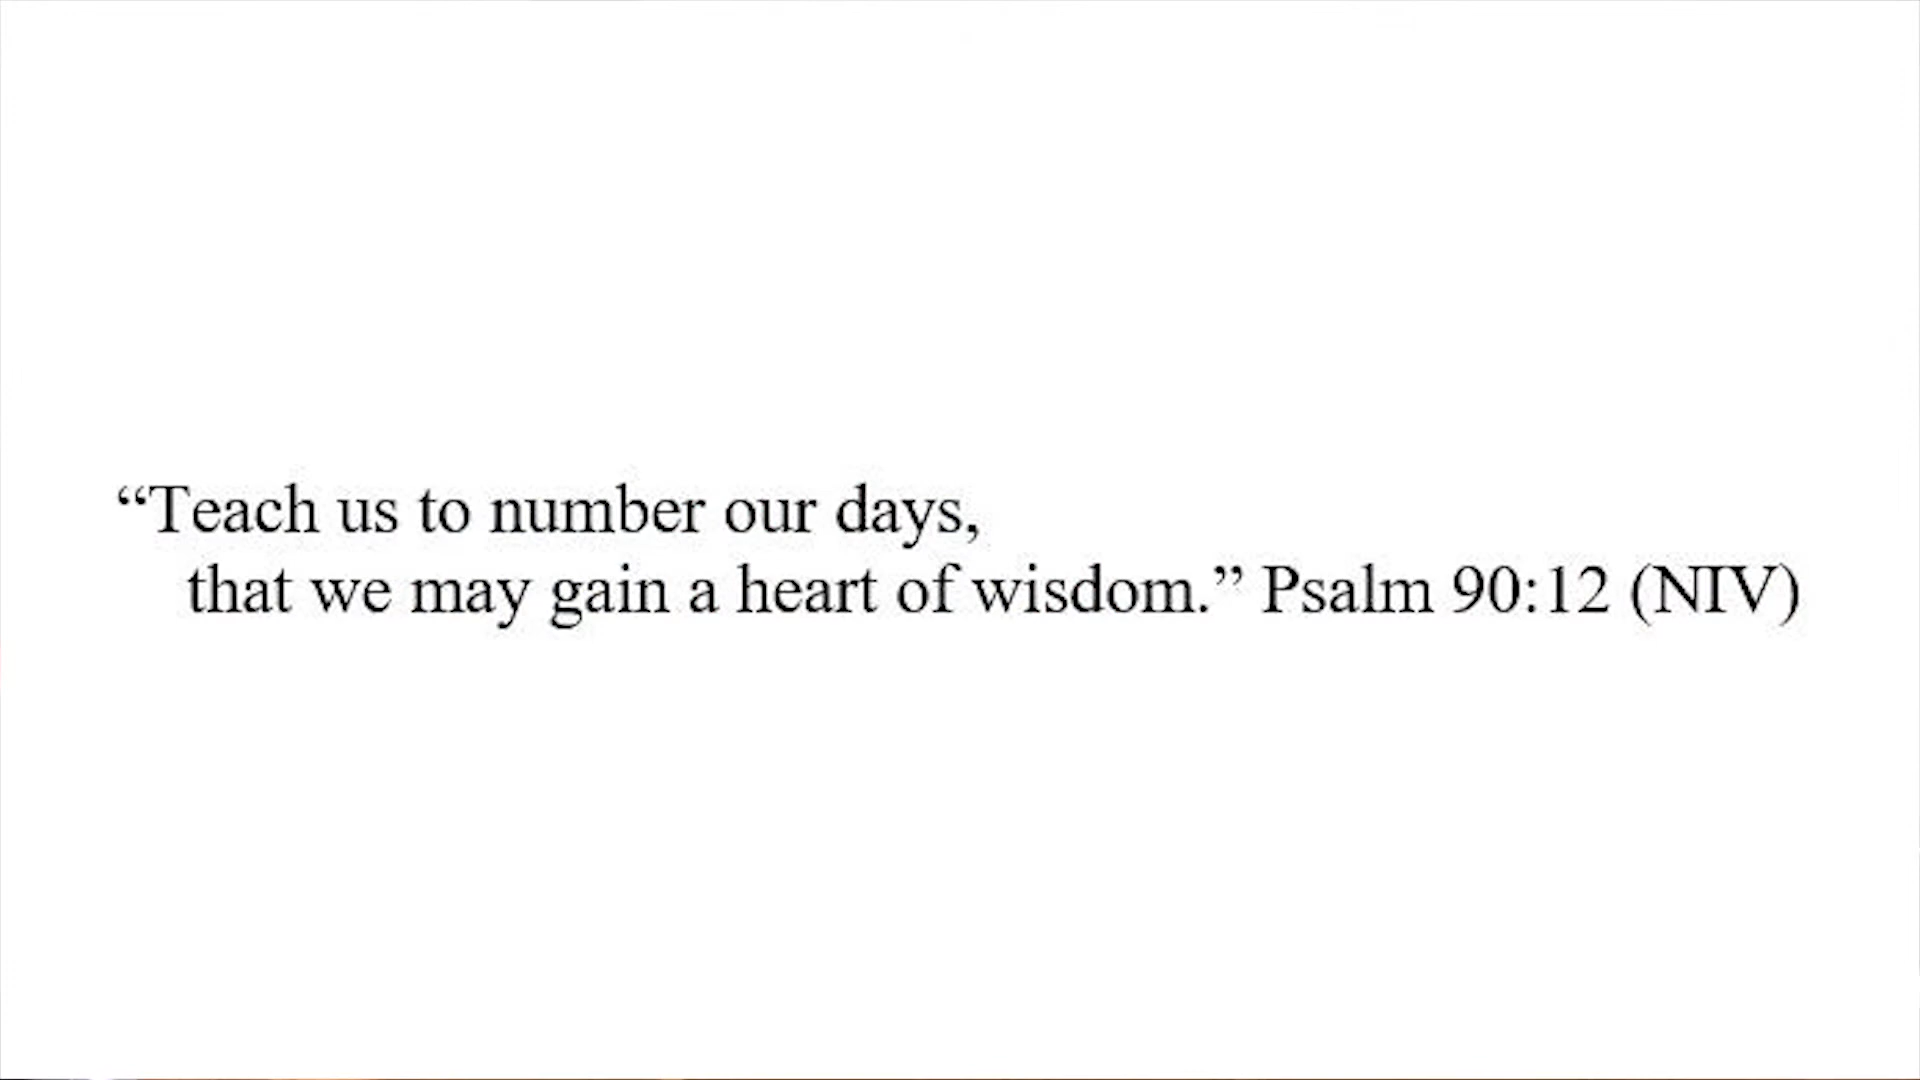 “Teach us to number our days,
that we may gain a heart of wisdom.” Psalm 90:12 (NIV)